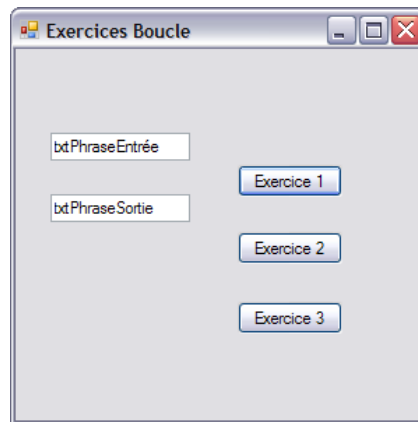 Exercices Boucle
txtPhraseEntrée
Exercice 1
txtPhraseSortie
Exercice 2
Exercice 3